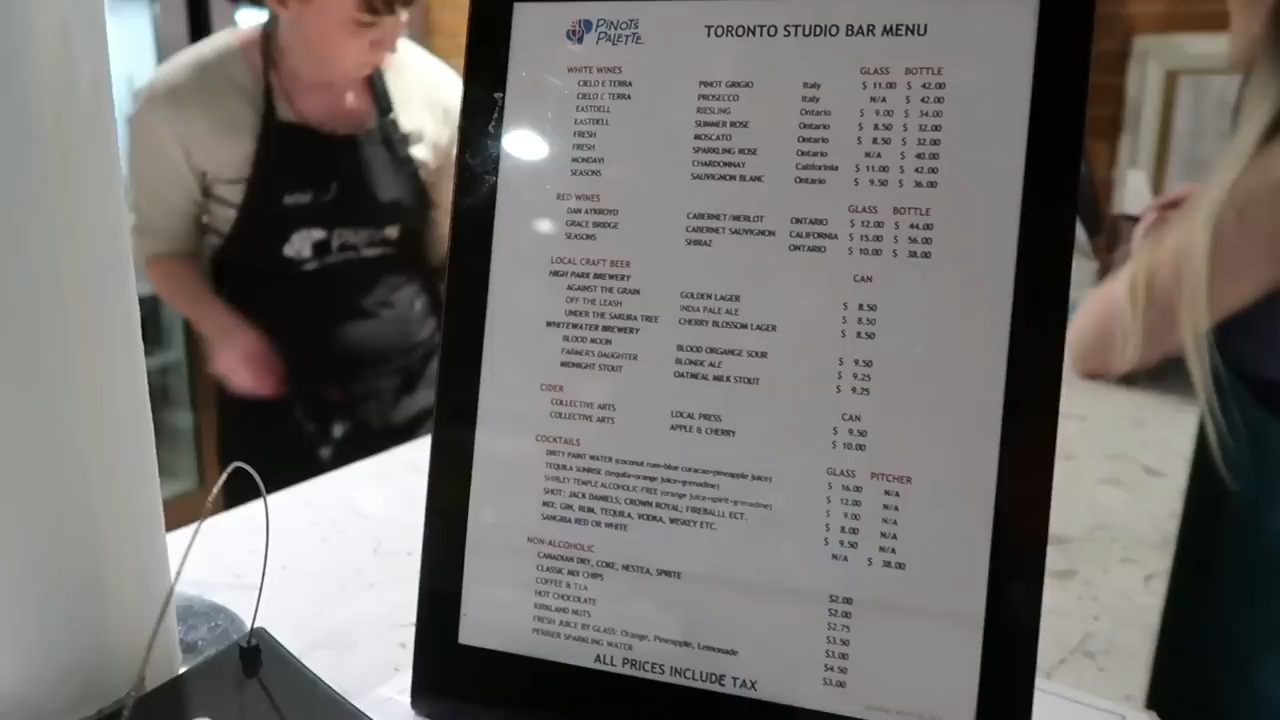 PiNOT'S PALETTE
TORONTO STUDIO BAR MENU
WHITE WINES GLASS BOTTLE
CIELO E TERRA PINOT GRIGIO Italy $ 11.00 $ 42.00
CIELO E TERRA PROSECCO Italy N/A $ 42.00
EASTDELL RIESLING Ontario $ 9.00 $ 34.00
EASTDELL SUMMER ROSE Ontario $ 8.50 $ 32.00
FRESH MOSCATO Ontario $ 8.50 $ 32.00
FRESH SPARKLING ROSE Ontario N/A $ 40.00
MONDAVI CHARDONNAY California $ 11.00 $ 42.00
SEASONS SAUVIGNON BLANC Ontario $ 9.50 $ 36.00
RED WINES GLASS BOTTLE
DAN AYKROYD CABERNET/MERLOT ONTARIO $ 12.00 $ 44.00
GRACE BRIDGE CABERNET SAUVIGNON CALIFORNIA $ 15.00 $ 56.00
SEASONS SHIRAZ ONTARIO $ 10.00 $ 38.00
LOCAL CRAFT BEER CAN
HIGH PARK BREWERY
AGAINST THE GRAIN GOLDEN LAGER $ 8.50
OFF THE LEASH INDIA PALE ALE $ 8.50
UNDER THE SAKURA TREE CHERRY BLOSSOM LAGER $ 8.50
WHITEWATER BREWERY
BLOOD MOON BLOOD ORGANGE SOUR $ 9.50
FARMER'S DAUGHTER BLONDE ALE $ 9.25
MIDNIGHT STOUT OATMEAL MILK STOUT $ 9.25
CIDER CAN
COLLECTIVE ARTS LOCAL PRESS $ 9.50
COLLECTIVE ARTS APPLE & CHERRY $ 10.00
COCKTAILS GLASS PITCHER
DIRTY PAINT WATER (coconut rum+blue curacao+pineapple juice) $ 16.00 N/A
TEQUILA SUNRISE (tequila+orange juice+grenadine) $ 12.00 N/A
SHIRLEY TEMPLE ALCOHOLIC-FREE (orange juice+spirit+grenadine) $ 9.00 N/A
SHOT: JACK DANIELS; CROWN ROYAL; FIREBALLL ECT. $ 8.00 N/A
MIX: GIN, RUM, TEQUILA, VODKA, WISKEY ETC. $ 9.50 N/A
SANGRIA RED OR WHITE N/A $ 38.00
NON-ALCOHOLIC
CANADIAN DRY, COKE, NESTEA, SPRITE $2.00
CLASSIC MIX CHIPS $2.00
COFFEE & TEA $2.75
HOT CHOCOLATE $3.50
KIRKLAND NUTS $3.00
FRESH JUICE BY GLASS: Orange, Pineapple, Lemonade $4.50
PERRIER SPARKLING WATER $3.00
ALL PRICES INCLUDE TAX